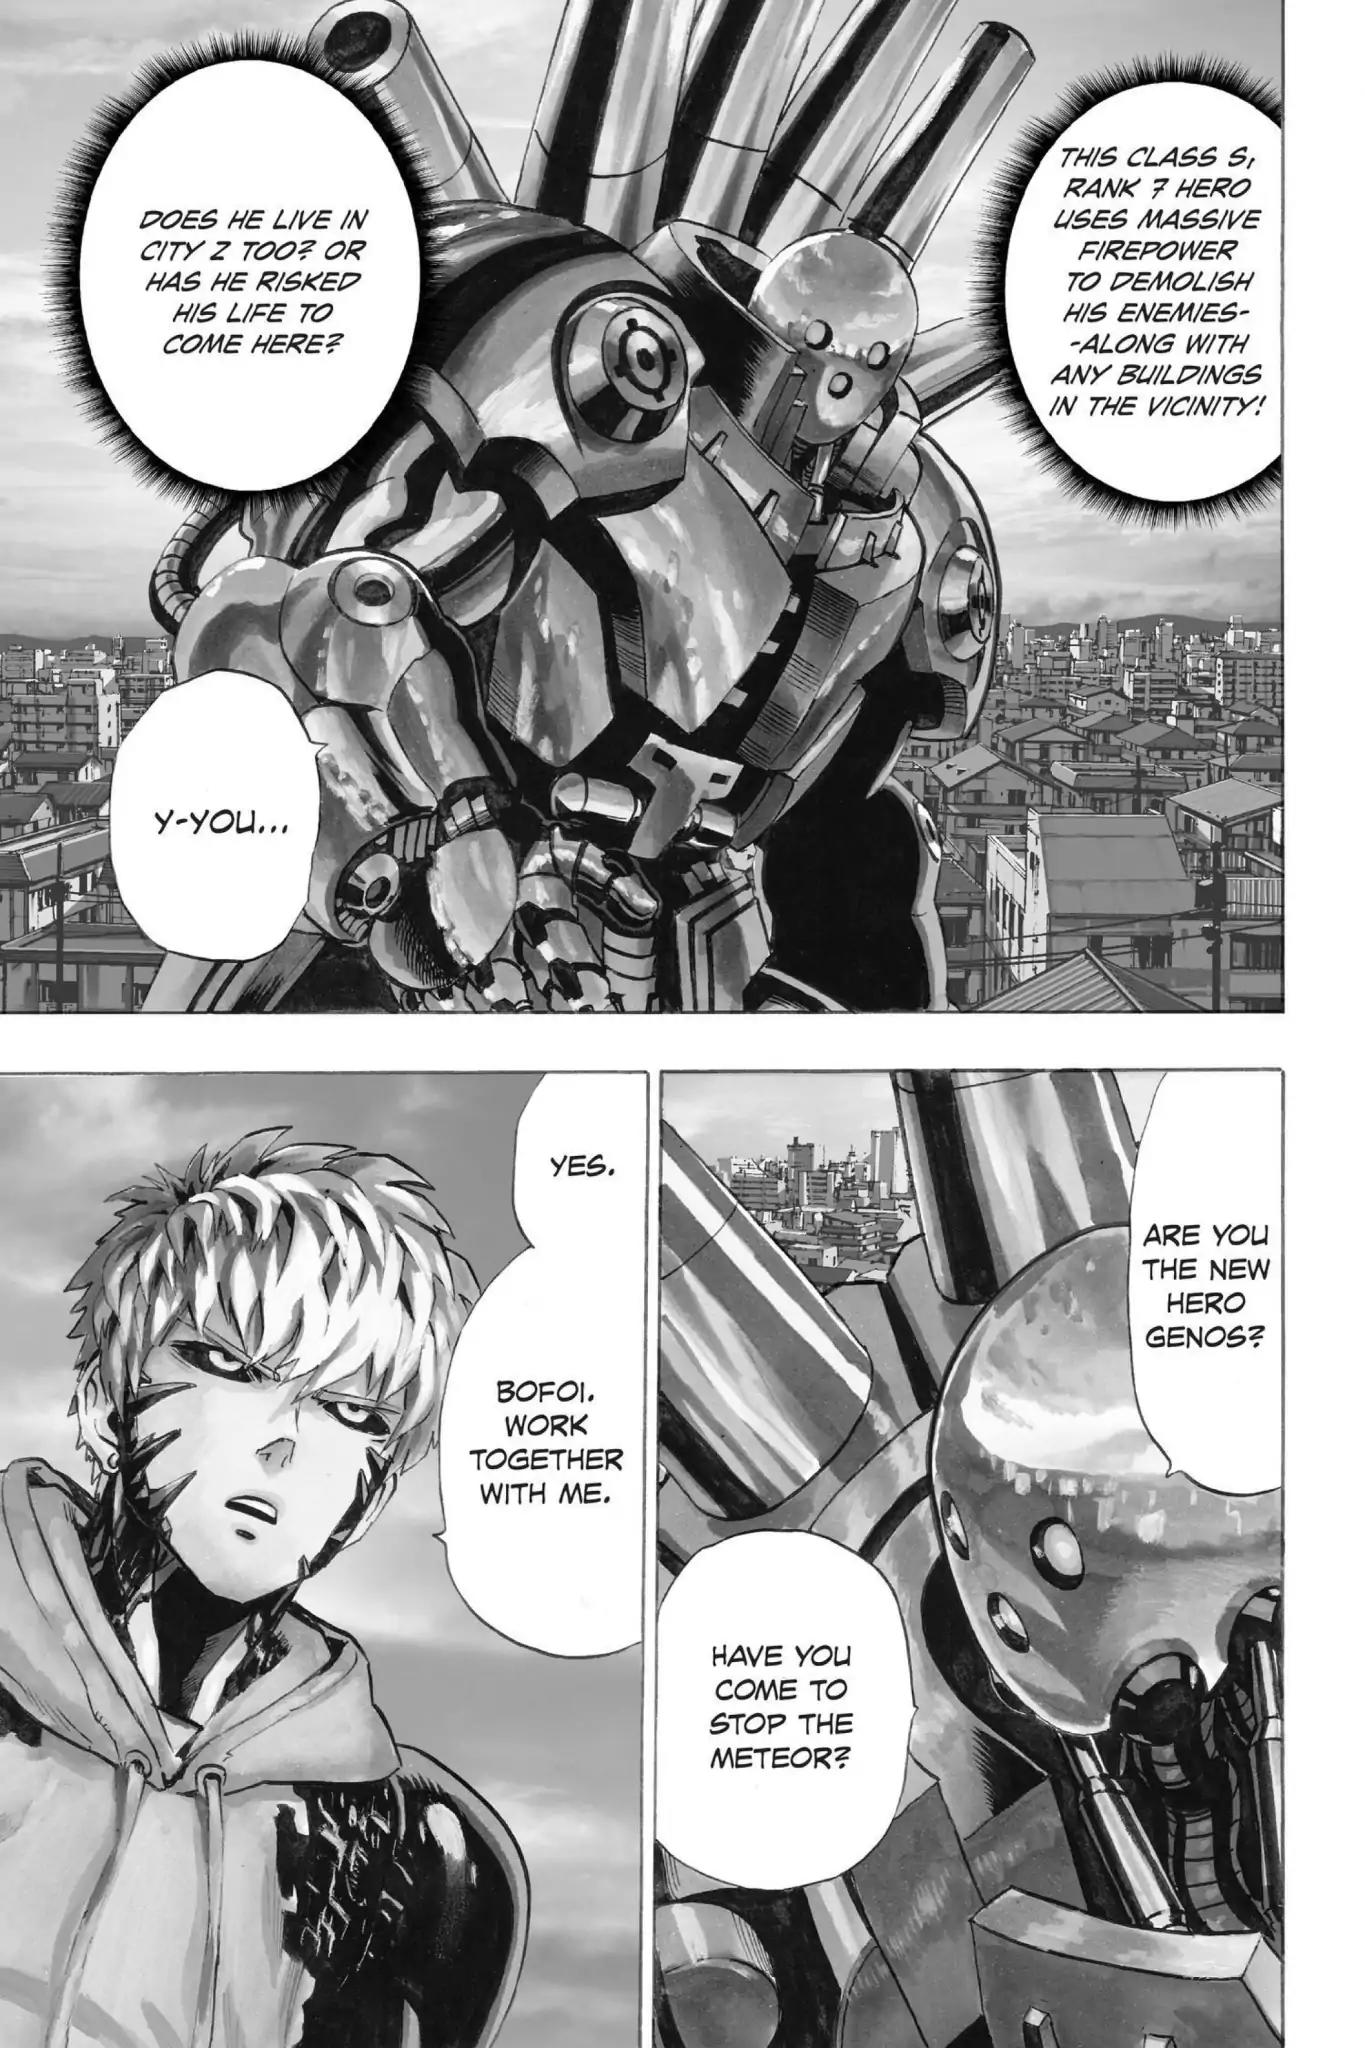 THIS CLASS S,
RANK 7 HERO
USES MASSIVE
FIREPOWER
TO DEMOLISH
HIS ENEMIES-
-ALONG WITH
ANY BUILDINGS
IN THE VICINITY!
DOES HE LIVE IN
CITY Z TOO? OR
HAS HE RISKED
HIS LIFE TO
COME HERE?
Y-YOU...
ARE YOU
THE NEW
HERO
GENOS?
HAVE YOU
COME TO
STOP THE
METEOR?
YES.
BOFOI.
WORK
TOGETHER
WITH ME.